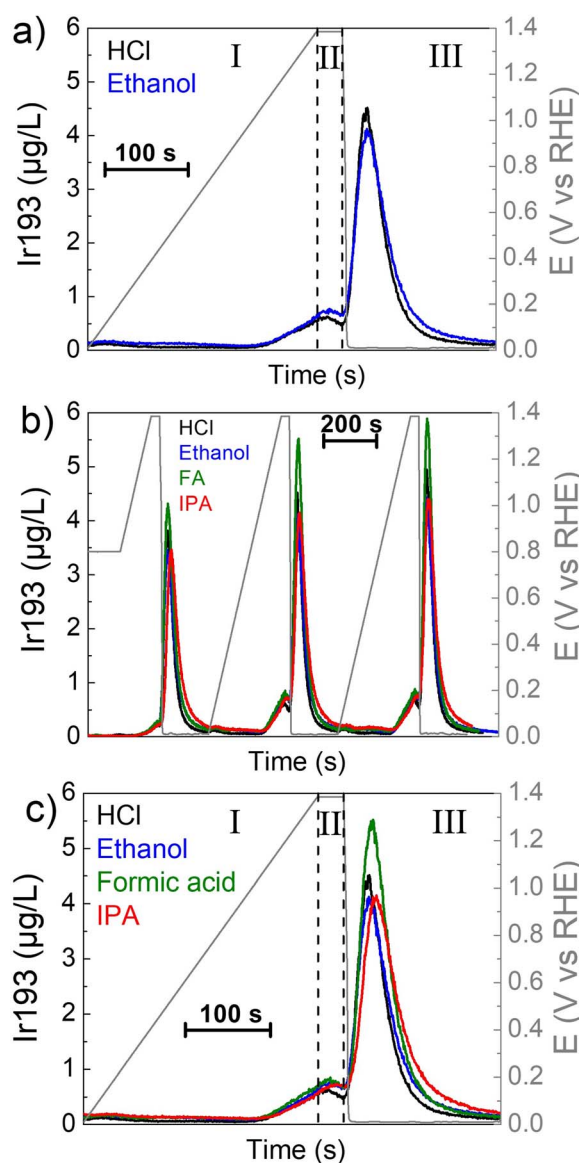 a)
HCl
Ethanol
I
II
III
100 s
Ir193 (µg/L)
6
5
4
3
2
1
0
1.4
1.2
1.0
0.8
0.6
0.4
0.2
0.0
E (V vs RHE)
Time (s)
b)
HCl
Ethanol
FA
IPA
200 s
Ir193 (µg/L)
6
5
4
3
2
1
0
1.4
1.2
1.0
0.8
0.6
0.4
0.2
0.0
E (V vs RHE)
Time (s)
c)
HCl
Ethanol
Formic acid
IPA
I
II
III
100 s
Ir193 (µg/L)
6
5
4
3
2
1
0
1.4
1.2
1.0
0.8
0.6
0.4
0.2
0.0
E (V vs RHE)
Time (s)